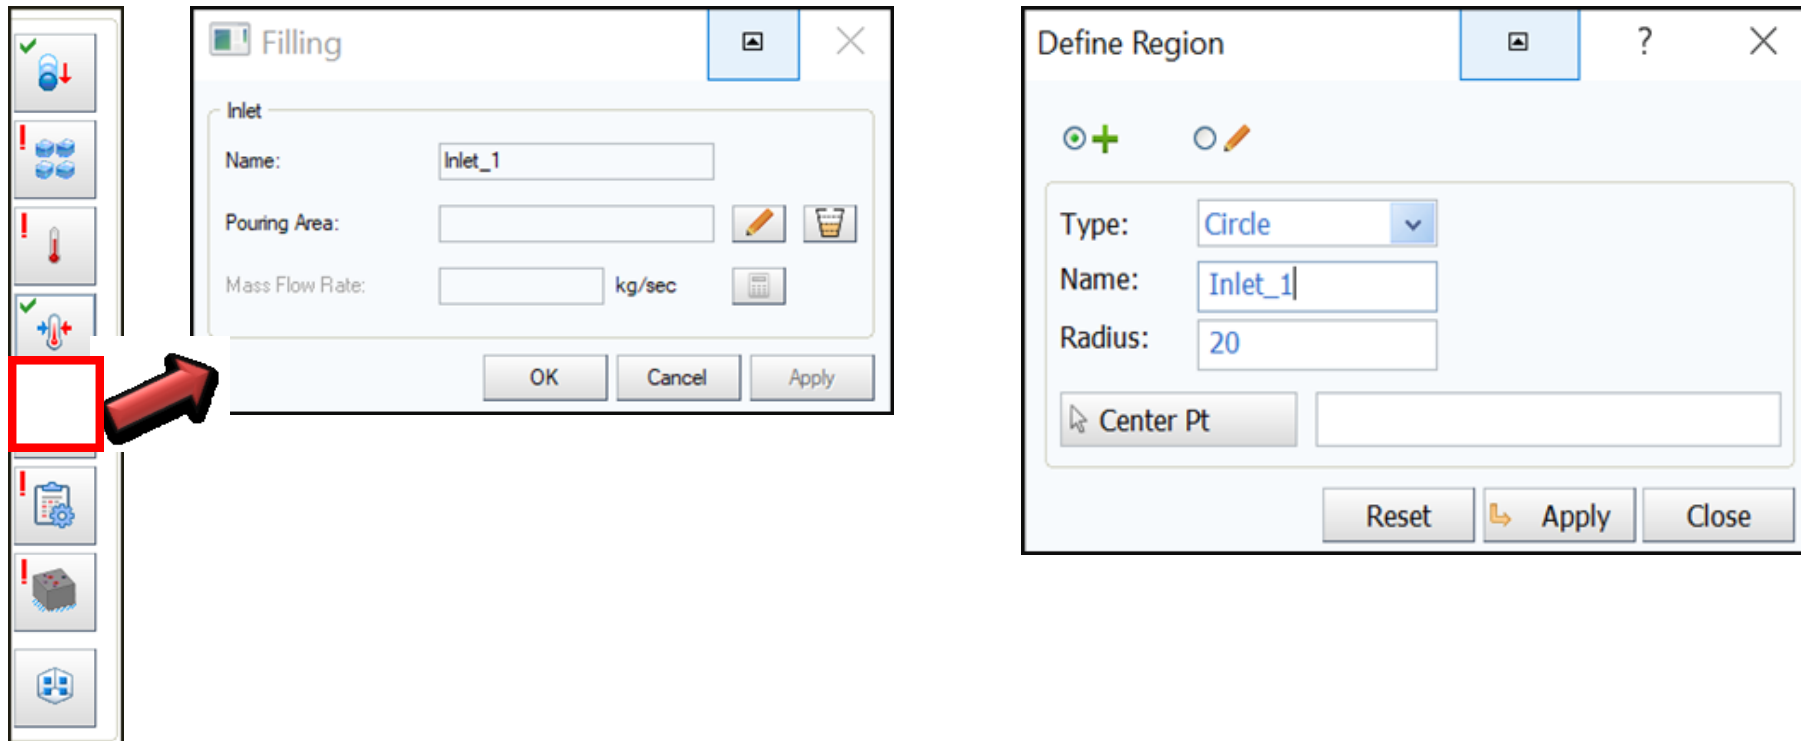 Filling
Inlet
Name: Inlet_1
Pouring Area:
Mass Flow Rate: kg/sec
OK Cancel Apply
Define Region ?
Type: Circle
Name: Inlet_1
Radius: 20
Center Pt
Reset Apply Close